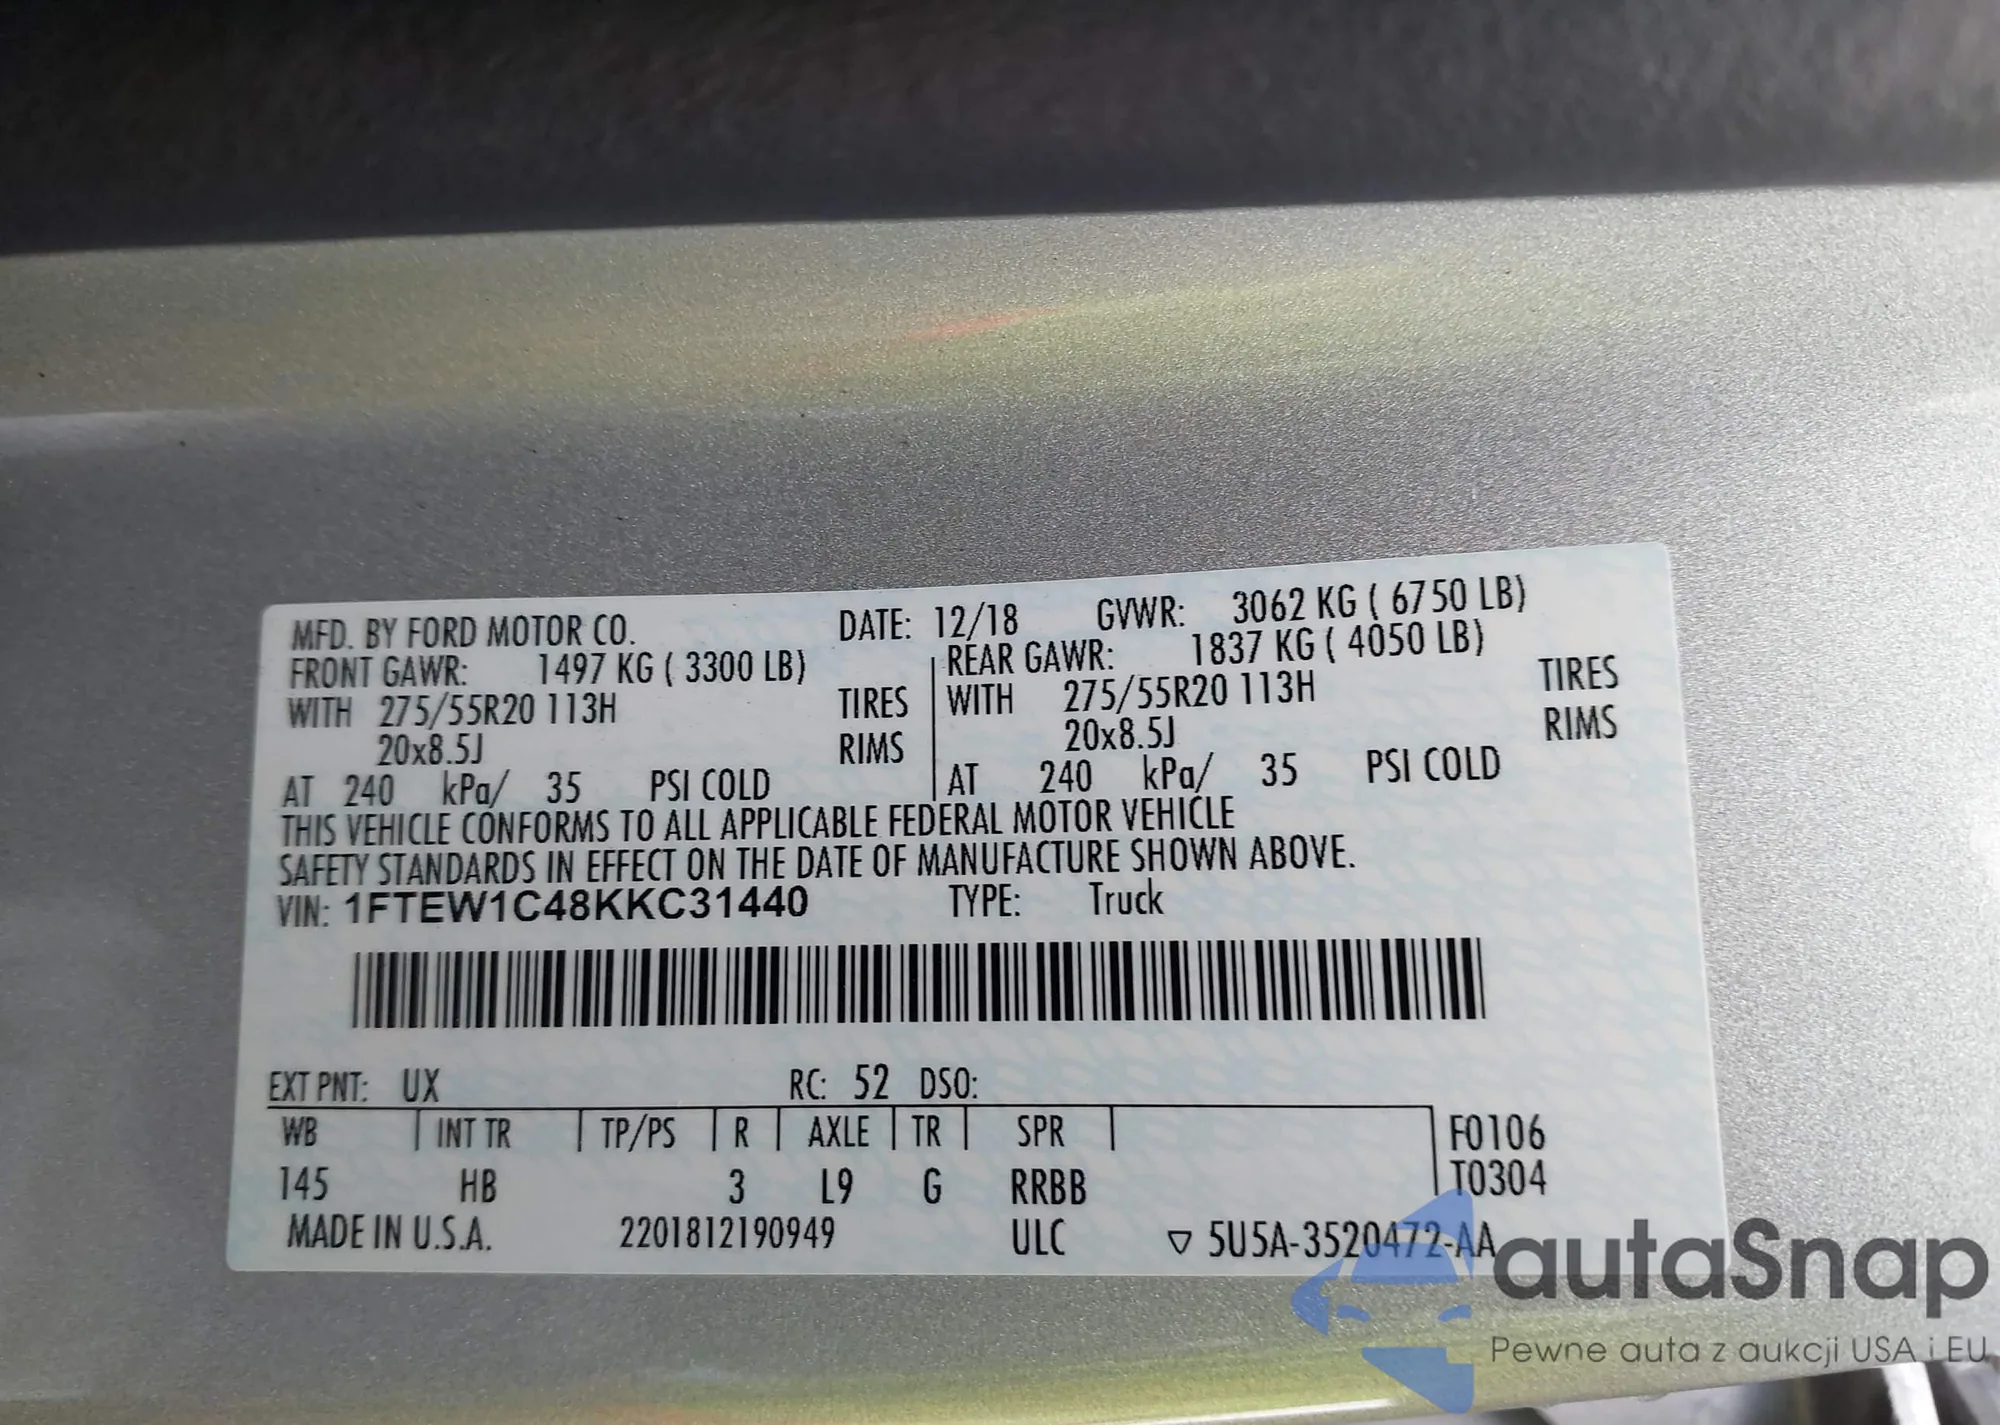 MFD. BY FORD MOTOR CO. DATE: 12/18 GVWR: 3062 KG ( 6750 LB)
FRONT GAWR: 1497 KG ( 3300 LB) REAR GAWR: 1837 KG ( 4050 LB)
WITH 275/55R20 113H TIRES WITH 275/55R20 113H TIRES
20x8.5J RIMS 20x8.5J RIMS
AT 240 kPa/ 35 PSI COLD AT 240 kPa/ 35 PSI COLD
THIS VEHICLE CONFORMS TO ALL APPLICABLE FEDERAL MOTOR VEHICLE
SAFETY STANDARDS IN EFFECT ON THE DATE OF MANUFACTURE SHOWN ABOVE.
VIN: 1FTEW1C48KKC31440 TYPE: Truck
EXT PNT: UX RC: 52 DSO:
WB INT TR TP/PS R AXLE TR SPR F0106
145 HB 3 L9 G RRBB T0304
MADE IN U.S.A. 2201812190949 ULC ▽ 5U5A-3520472-AA
autaSnap
Pewne auta z aukcji USA i EU